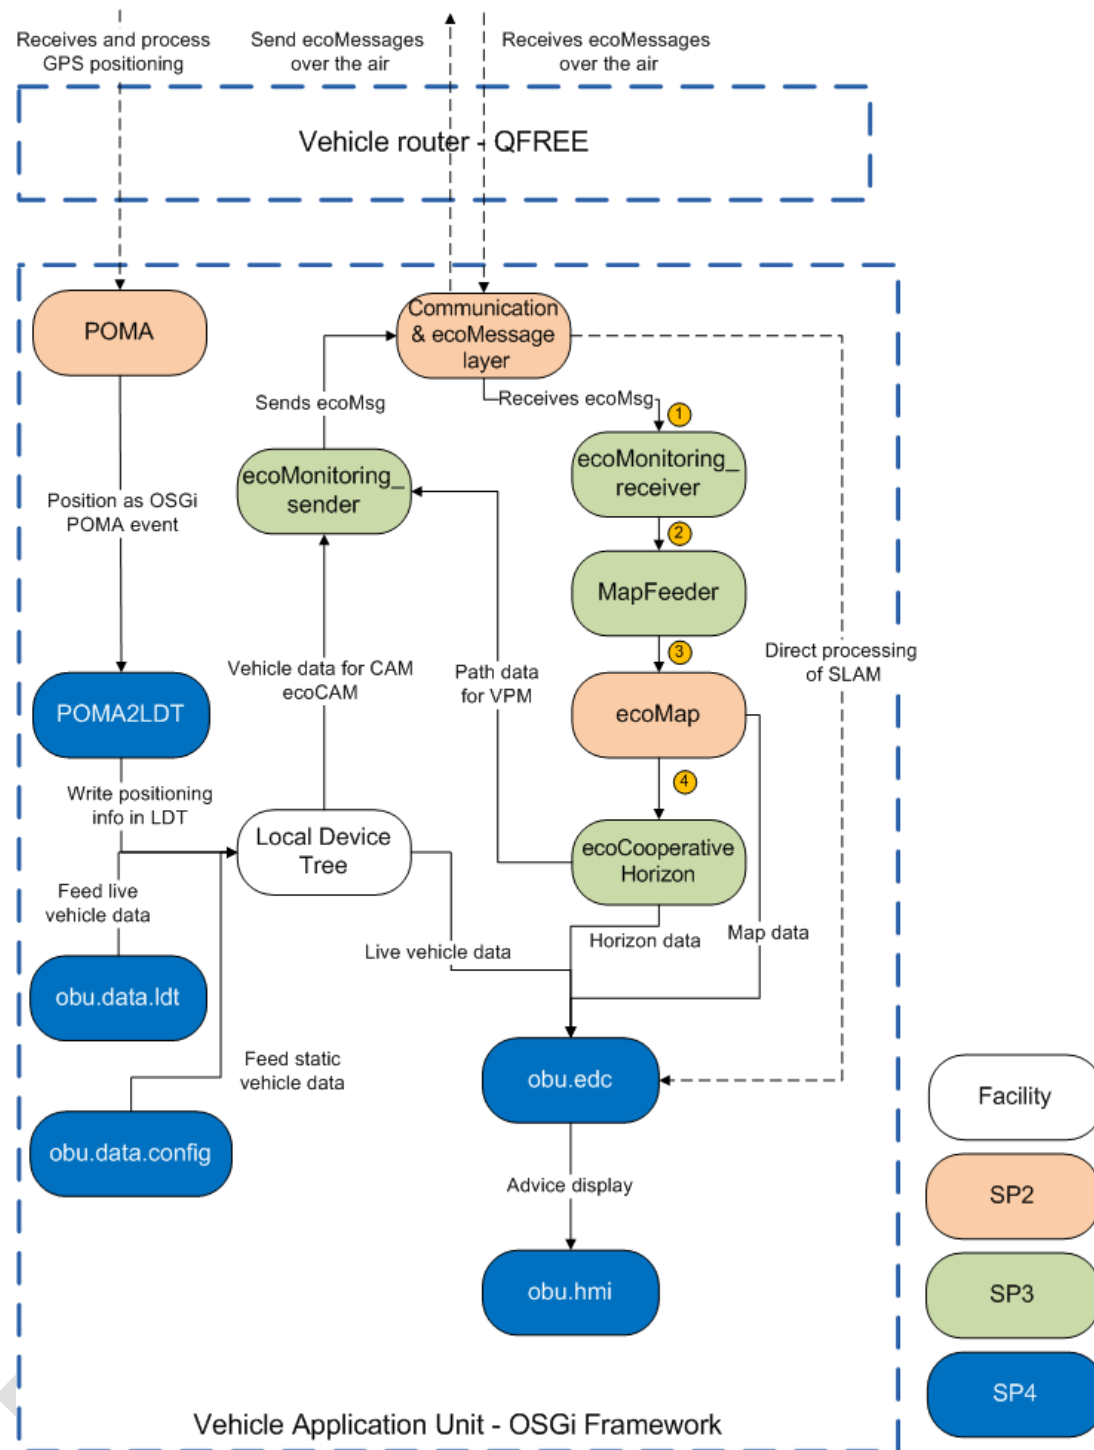 Receives and process
GPS positioning
Send ecoMessages
over the air
Receives ecoMessages
over the air
Vehicle router - QFREE
POMA
Communication
& ecoMessage
layer
Sends ecoMsg
Receives ecoMsg
1
ecoMonitoring_
sender
ecoMonitoring_
receiver
Position as OSGi
POMA event
2
MapFeeder
3
Vehicle data for CAM
ecoCAM
Path data
for VPM
Direct processing
of SLAM
POMA2LDT
ecoMap
4
Write positioning
info in LDT
Local Device
Tree
ecoCooperative
Horizon
Feed live
vehicle data
Live vehicle data
Horizon data
Map data
obu.data.ldt
Feed static
vehicle data
obu.edc
obu.data.config
Advice display
obu.hmi
Facility
SP2
SP3
SP4
Vehicle Application Unit - OSGi Framework